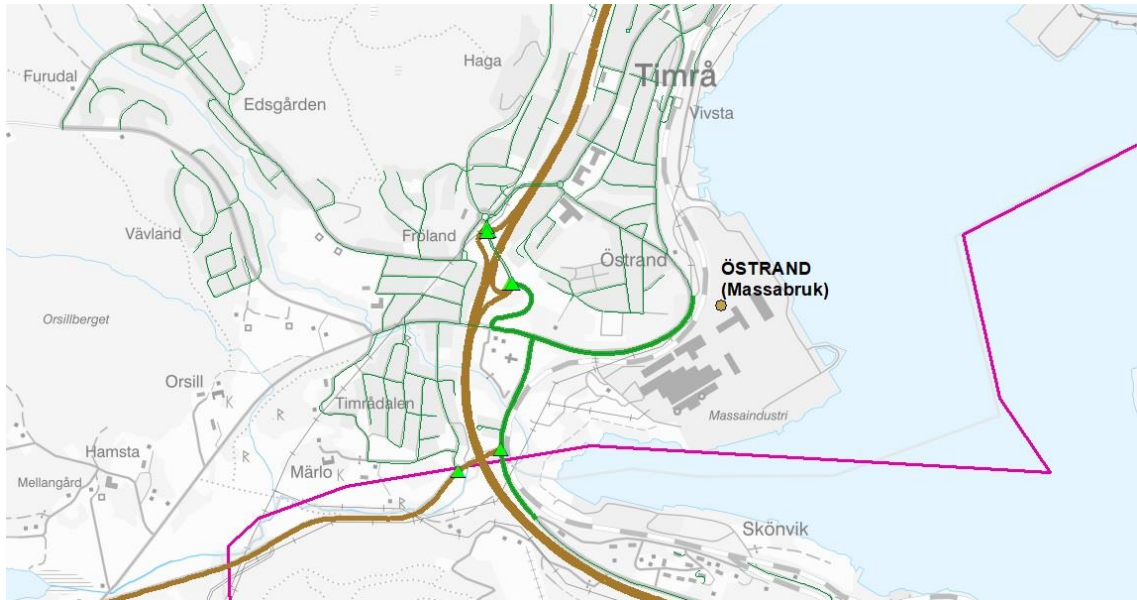 Timrå
Haga
Furudal
Edsgården
Vivsta
Vävland
Froland
Östrand
ÖSTRAND
(Massabruk)
Orsillberget
Orsill
Timrådalen
Massaindustri
Hamsta
Märlo
Mellangård
Skönvik
K
R
R
K
R
R